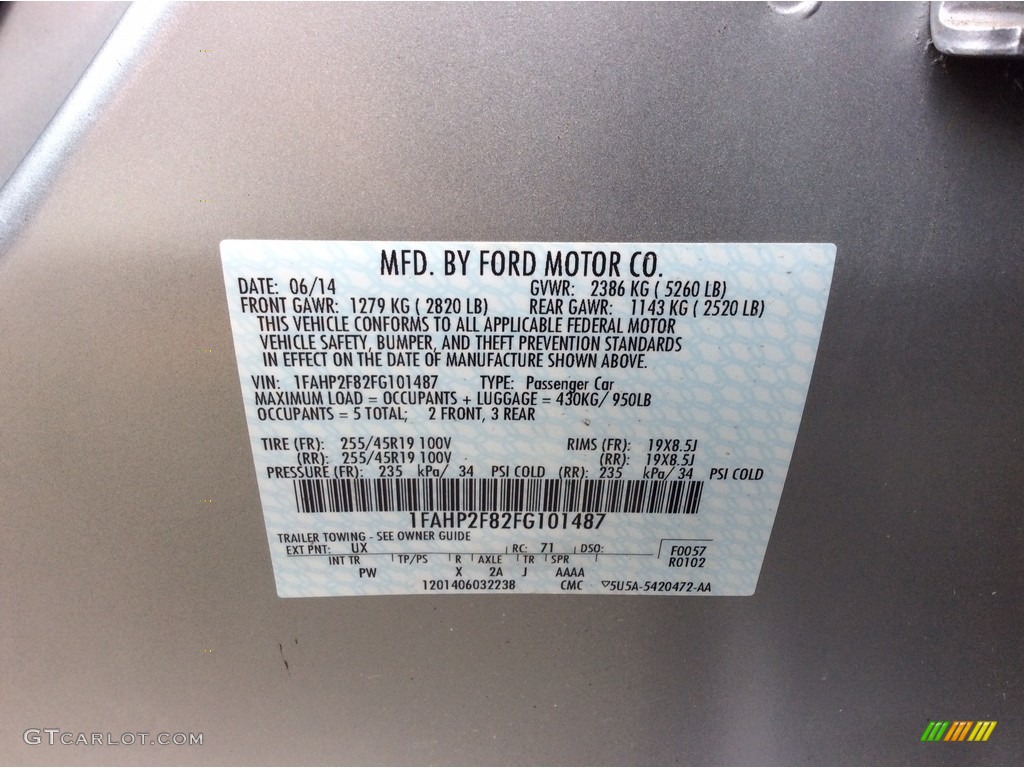 MFD. BY FORD MOTOR CO.
DATE: 06/14 GVWR: 2386 KG ( 5260 LB)
FRONT GAWR: 1279 KG ( 2820 LB) REAR GAWR: 1143 KG ( 2520 LB)
THIS VEHICLE CONFORMS TO ALL APPLICABLE FEDERAL MOTOR
VEHICLE SAFETY, BUMPER, AND THEFT PREVENTION STANDARDS
IN EFFECT ON THE DATE OF MANUFACTURE SHOWN ABOVE.
VIN: 1FAHP2F82FG101487 TYPE: Passenger Car
MAXIMUM LOAD = OCCUPANTS + LUGGAGE = 430KG/ 950LB
OCCUPANTS = 5 TOTAL; 2 FRONT, 3 REAR
TIRE (FR): 255/45R19 100V RIMS (FR): 19X8.5J
(RR): 255/45R19 100V (RR): 19X8.5J
PRESSURE (FR): 235 kPa/ 34 PSI COLD (RR): 235 kPa/ 34 PSI COLD
1FAHP2F82FG101487
TRAILER TOWING - SEE OWNER GUIDE
EXT PNT: UX RC: 71 DSO: F0057
INT TR TP/PS R AXLE TR SPR R0102
PW X 2A J AAAA
1201406032238 CMC ▽5U5A-5420472-AA
GTCARLOT.COM